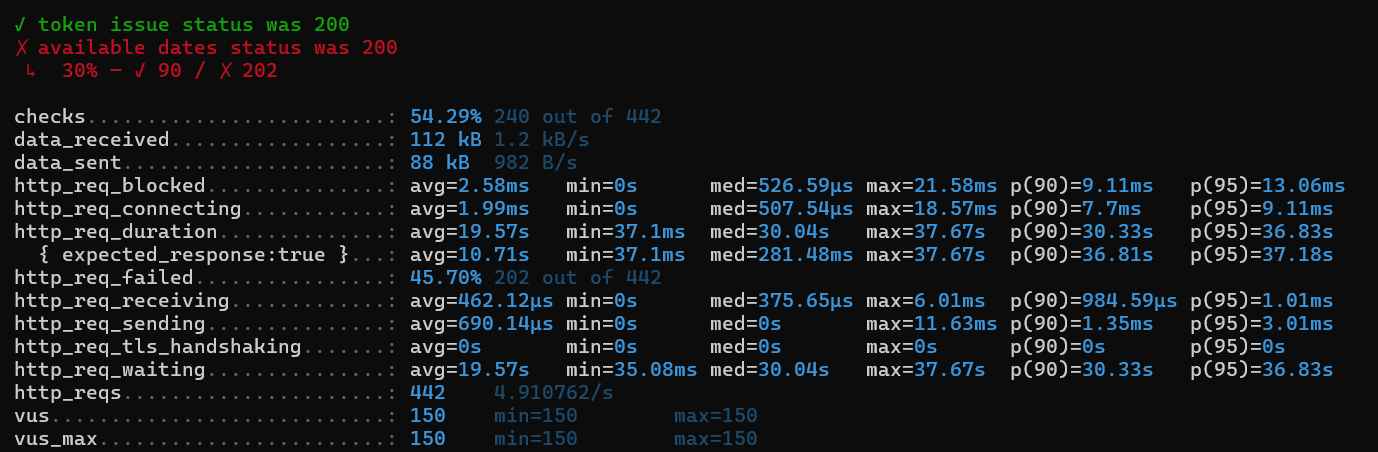 ✓ token issue status was 200
✗ available dates status was 200
↳  30% — ✓ 90 / ✗ 202
checks.........................: 54.29% 240 out of 442
data_received..................: 112 kB 1.2 kB/s
data_sent......................: 88 kB  982 B/s
http_req_blocked...............: avg=2.58ms   min=0s      med=526.59µs max=21.58ms p(90)=9.11ms   p(95)=13.06ms
http_req_connecting............: avg=1.99ms   min=0s      med=507.54µs max=18.57ms p(90)=7.7ms    p(95)=9.11ms
http_req_duration..............: avg=19.57s   min=37.1ms  med=30.04s   max=37.67s  p(90)=30.33s   p(95)=36.83s
{ expected_response:true }...: avg=10.71s   min=37.1ms  med=281.48ms max=37.67s  p(90)=36.81s   p(95)=37.18s
http_req_failed................: 45.70% 202 out of 442
http_req_receiving.............: avg=462.12µs min=0s      med=375.65µs max=6.01ms  p(90)=984.59µs p(95)=1.01ms
http_req_sending...............: avg=690.14µs min=0s      med=0s       max=11.63ms p(90)=1.35ms   p(95)=3.01ms
http_req_tls_handshaking.......: avg=0s       min=0s      med=0s       max=0s      p(90)=0s       p(95)=0s
http_req_waiting...............: avg=19.57s   min=35.08ms med=30.04s   max=37.67s  p(90)=30.33s   p(95)=36.83s
http_reqs......................: 442    4.910762/s
vus............................: 150    min=150        max=150
vus_max........................: 150    min=150        max=150